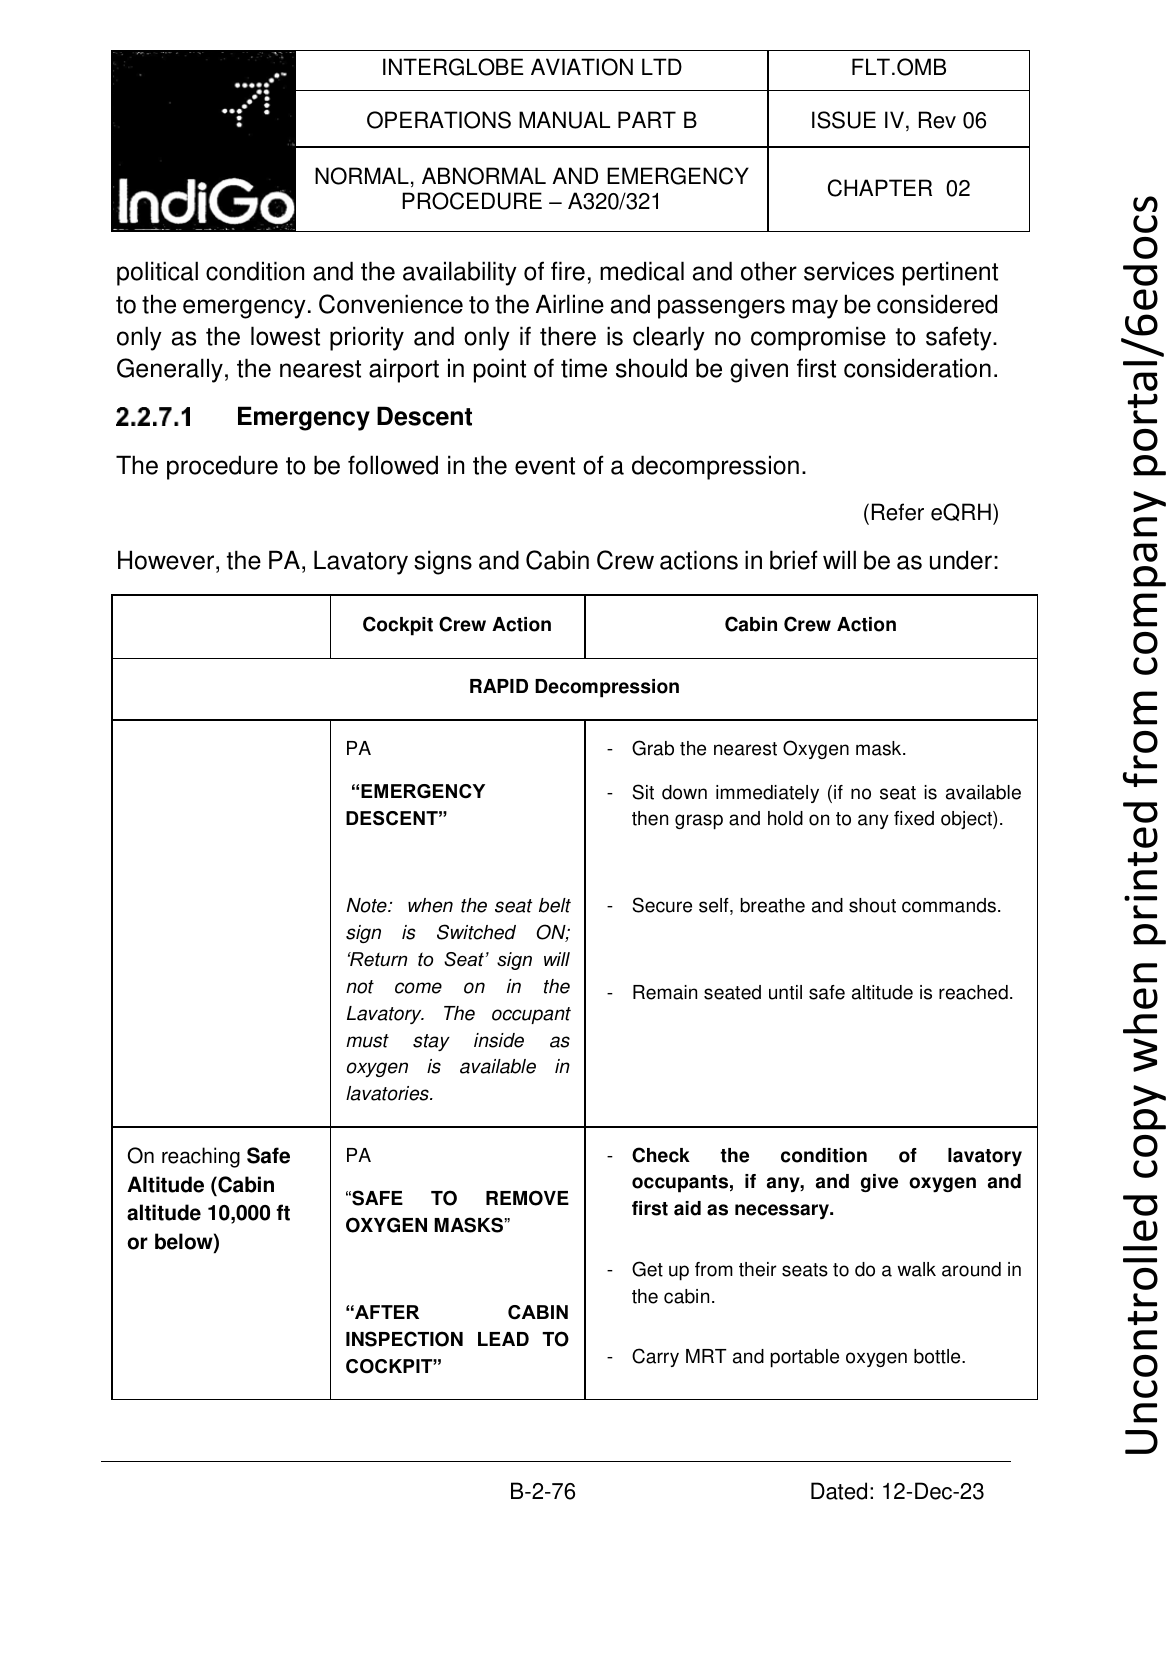 INTERGLOBE AVIATION LTD
FLT.OMB
OPERATIONS MANUAL PART B
ISSUE IV, Rev 06
IndiGo
NORMAL, ABNORMAL AND EMERGENCY
PROCEDURE – A320/321
CHAPTER 02
political condition and the availability of fire, medical and other services pertinent
to the emergency. Convenience to the Airline and passengers may be considered
only as the lowest priority and only if there is clearly no compromise to safety.
Generally, the nearest airport in point of time should be given first consideration.
2.2.7.1 Emergency Descent
The procedure to be followed in the event of a decompression.
(Refer eQRH)
However, the PA, Lavatory signs and Cabin Crew actions in brief will be as under:
Cockpit Crew Action
Cabin Crew Action
RAPID Decompression
PA
“EMERGENCY
DESCENT”
Note: when the seat belt
sign is Switched ON;
‘Return to Seat’ sign will
not come on in the
Lavatory. The occupant
must stay inside as
oxygen is available in
lavatories.
- Grab the nearest Oxygen mask.
- Sit down immediately (if no seat is available
then grasp and hold on to any fixed object).
- Secure self, breathe and shout commands.
- Remain seated until safe altitude is reached.
On reaching Safe
Altitude (Cabin
altitude 10,000 ft
or below)
PA
“SAFE TO REMOVE
OXYGEN MASKS”
“AFTER CABIN
INSPECTION LEAD TO
COCKPIT”
- Check the condition of lavatory
occupants, if any, and give oxygen and
first aid as necessary.
- Get up from their seats to do a walk around in
the cabin.
- Carry MRT and portable oxygen bottle.
B-2-76
Dated: 12-Dec-23
Uncontrolled copy when printed from company portal/6edocs